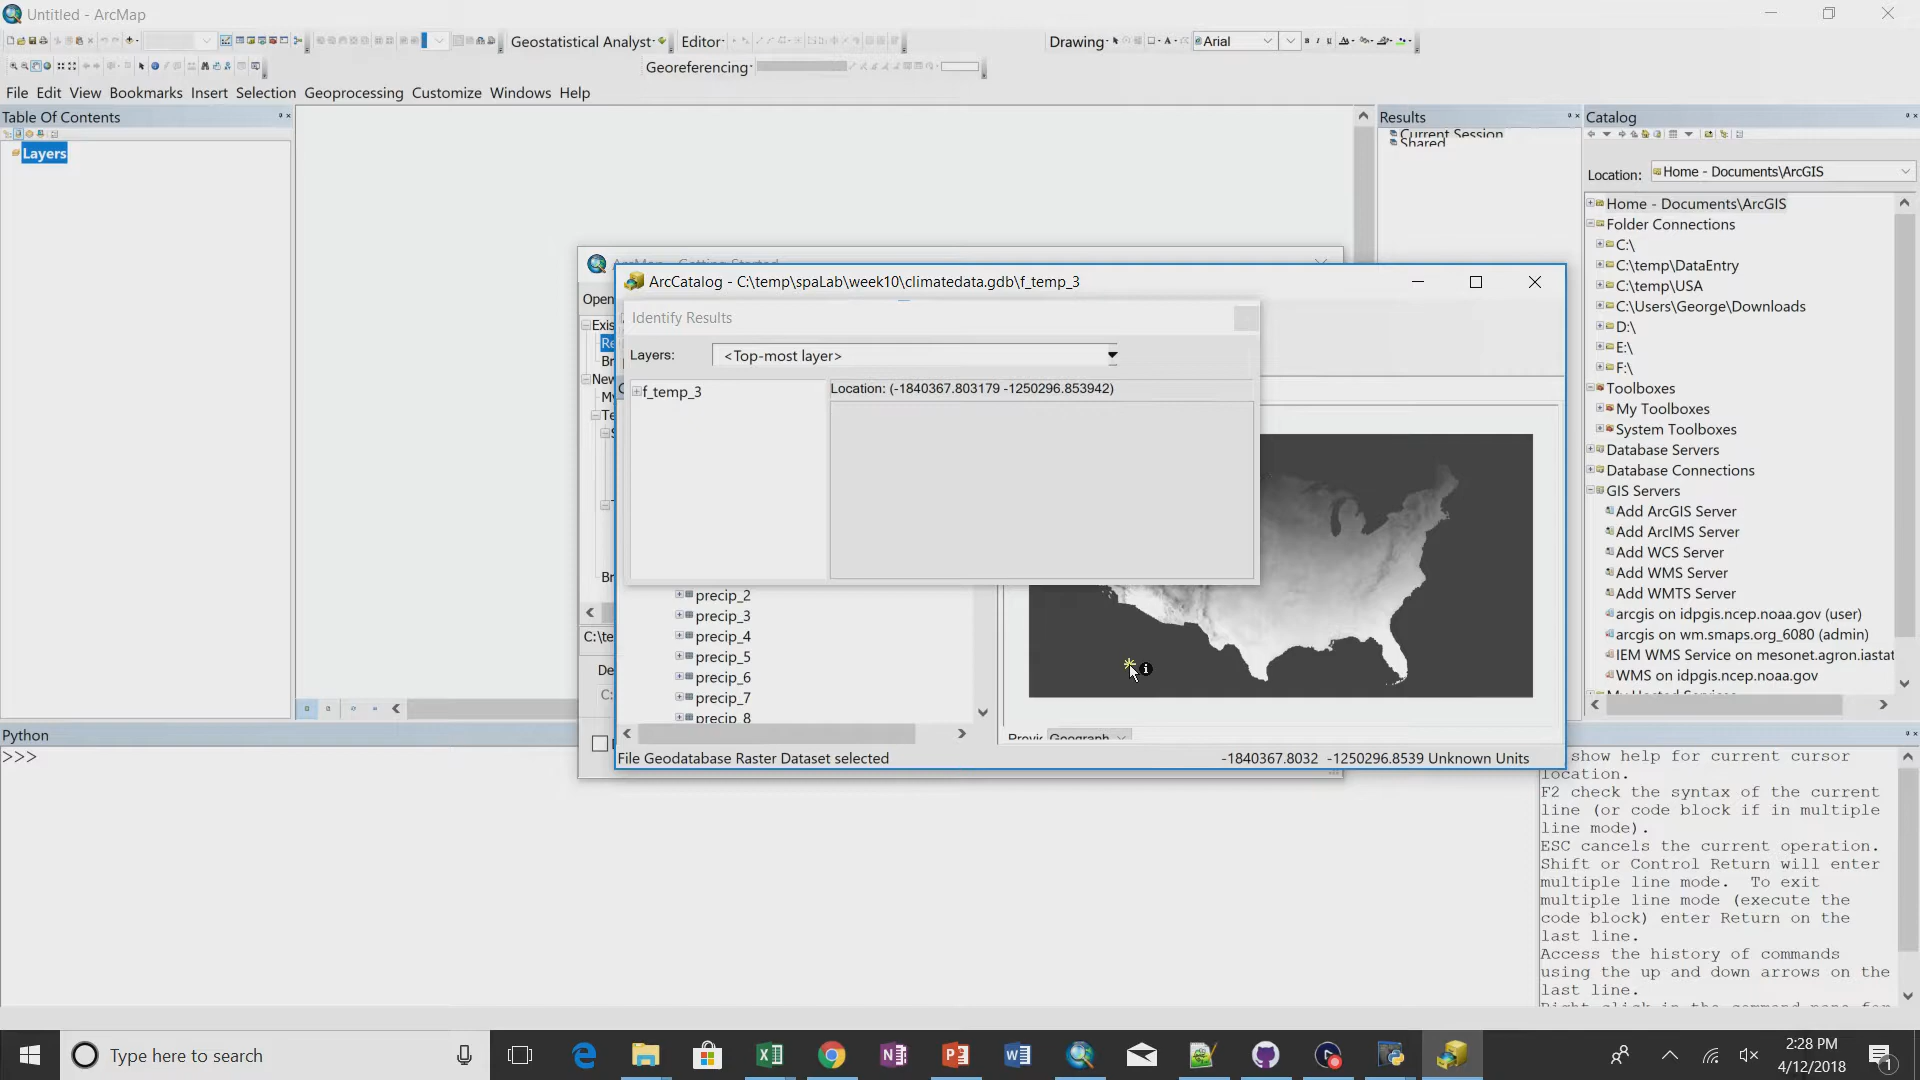 Untitled - ArcMap
Geostatistical Analyst
Editor
Drawing
Arial
Georeferencing
File Edit View Bookmarks Insert Selection Geoprocessing Customize Windows Help
Table Of Contents
Layers
Results
Current Session
Shared
Catalog
Location: Home - Documents\ArcGIS
Home - Documents\ArcGIS
Folder Connections
C:\
C:\temp\DataEntry
C:\temp\USA
C:\Users\George\Downloads
D:\
E:\
F:\
Toolboxes
My Toolboxes
System Toolboxes
Database Servers
Database Connections
GIS Servers
Add ArcGIS Server
Add ArcIMS Server
Add WCS Server
Add WMS Server
Add WMTS Server
arcgis on idpgis.ncep.noaa.gov (user)
arcgis on wm.smaps.org_6080 (admin)
IEM WMS Service on mesonet.agron.iastat
WMS on idpgis.ncep.noaa.gov
ArcCatalog - C:\temp\spaLab\week10\climatedata.gdb\f_temp_3
Identify Results
Layers: <Top-most layer>
f_temp_3
Location: (-1840367.803179 -1250296.853942)
precip_2
precip_3
precip_4
precip_5
precip_6
precip_7
precip_8
File Geodatabase Raster Dataset selected
-1840367.8032 -1250296.8539 Unknown Units
Python
>>>
show help for current cursor
location.
F2 check the syntax of the current
line (or code block if in multiple
line mode).
ESC cancels the current operation.
Shift or Control Return will enter
multiple line mode. To exit
multiple line mode (execute the
code block) enter Return on the
last line.
Access the history of commands
using the up and down arrows on the
last line.
Type here to search
2:28 PM
4/12/2018
1